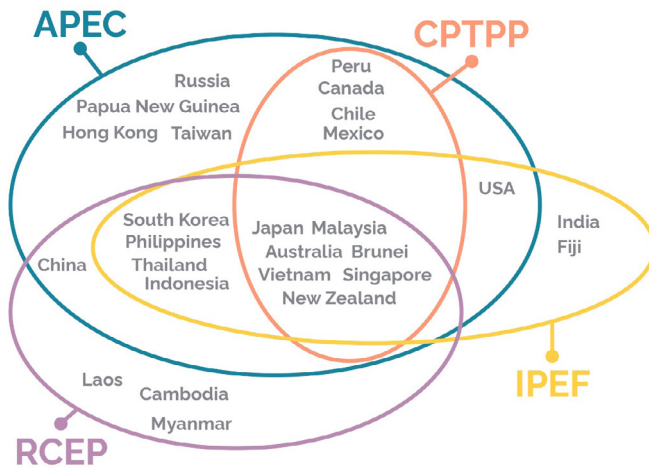 APEC
CPTPP
Peru
Russia
Canada
Papua New Guinea
Chile
Hong Kong Taiwan
Mexico
USA
South Korea
India
Japan Malaysia
Philippines
Fiji
Australia Brunei
China
Thailand
Vietnam Singapore
Indonesia
New Zealand
Laos
Cambodia
IPEF
Myanmar
RCEP